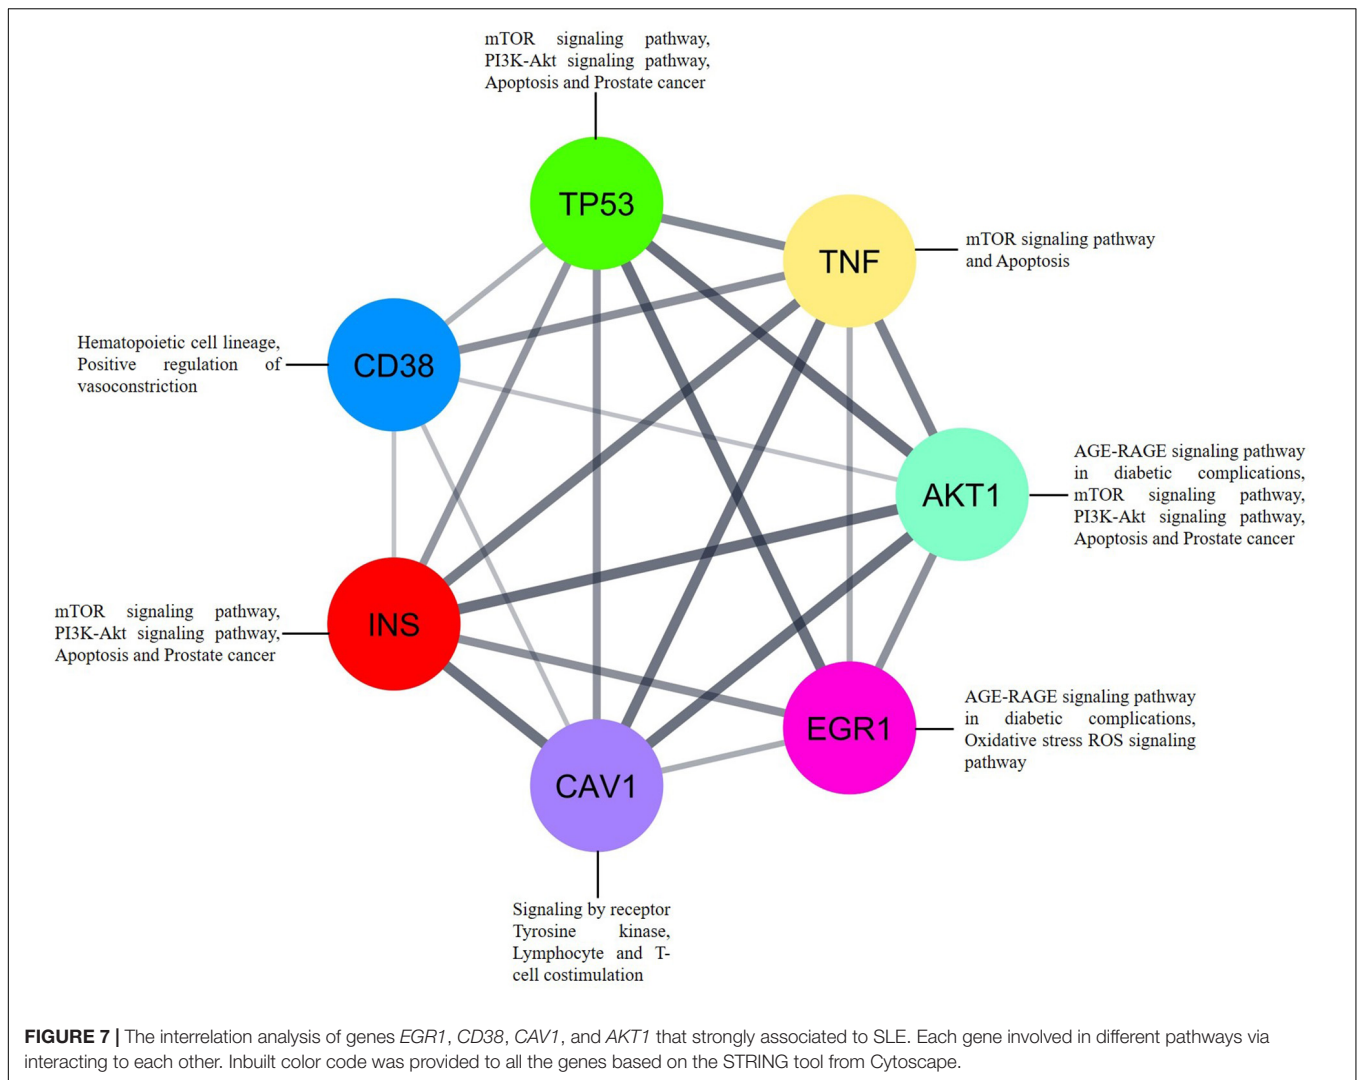 mTOR signaling pathway,
PI3K-Akt signaling pathway,
Apoptosis and Prostate cancer
TP53
TNF
mTOR signaling pathway
and Apoptosis
Hematopoietic cell lineage,
Positive regulation of
vasoconstriction
CD38
AKT1
AGE-RAGE signaling pathway
in diabetic complications,
mTOR signaling pathway,
PI3K-Akt signaling pathway,
Apoptosis and Prostate cancer
mTOR signaling pathway,
PI3K-Akt signaling pathway,
Apoptosis and Prostate cancer
INS
EGR1
AGE-RAGE signaling pathway
in diabetic complications,
Oxidative stress ROS signaling
pathway
CAV1
Signaling by receptor
Tyrosine kinase,
Lymphocyte and T-
cell costimulation
FIGURE 7 | The interrelation analysis of genes EGR1, CD38, CAV1, and AKT1 that strongly associated to SLE. Each gene involved in different pathways via
interacting to each other. Inbuilt color code was provided to all the genes based on the STRING tool from Cytoscape.